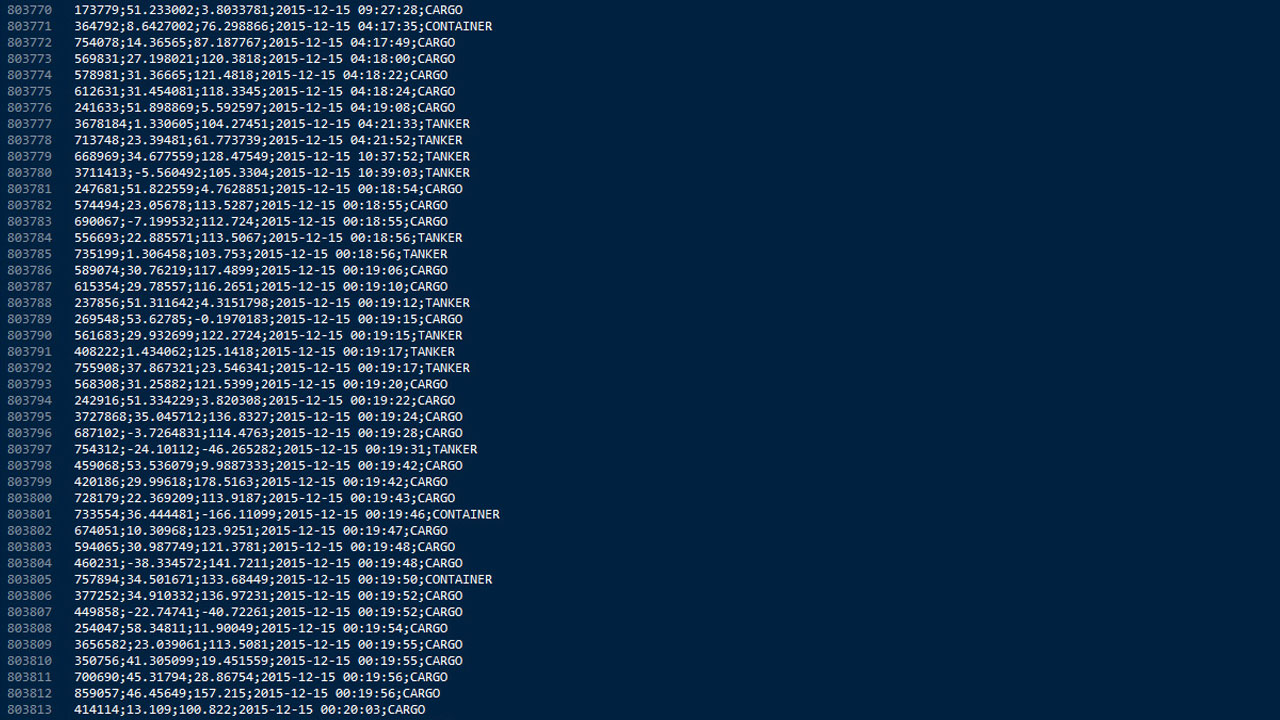 803770 173779;51.233002;3.8033781;2015-12-15 09:27:28;CARGO
803771 364792;8.6427002;76.298866;2015-12-15 04:17:35;CONTAINER
803772 754078;14.36565;87.187767;2015-12-15 04:17:49;CARGO
803773 569831;27.198021;120.3818;2015-12-15 04:18:00;CARGO
803774 578981;31.36665;121.4818;2015-12-15 04:18:22;CARGO
803775 612631;31.454081;118.3345;2015-12-15 04:18:24;CARGO
803776 241633;51.898869;5.592597;2015-12-15 04:19:08;CARGO
803777 3678184;1.330605;104.27451;2015-12-15 04:21:33;TANKER
803778 713748;23.39481;61.773739;2015-12-15 04:21:52;TANKER
803779 668969;34.677559;128.47549;2015-12-15 10:37:52;TANKER
803780 3711413;-5.560492;105.3304;2015-12-15 10:39:03;TANKER
803781 247681;51.822559;4.7628851;2015-12-15 00:18:54;CARGO
803782 574494;23.05678;113.5287;2015-12-15 00:18:55;CARGO
803783 690067;-7.199532;112.724;2015-12-15 00:18:55;CARGO
803784 556693;22.885571;113.5067;2015-12-15 00:18:56;TANKER
803785 735199;1.306458;103.753;2015-12-15 00:18:56;TANKER
803786 589074;30.76219;117.4899;2015-12-15 00:19:06;CARGO
803787 615354;29.78557;116.2651;2015-12-15 00:19:10;CARGO
803788 237856;51.311642;4.3151798;2015-12-15 00:19:12;TANKER
803789 269548;53.62785;-0.1970183;2015-12-15 00:19:15;CARGO
803790 561683;29.932699;122.2724;2015-12-15 00:19:15;TANKER
803791 408222;1.434062;125.1418;2015-12-15 00:19:17;TANKER
803792 755908;37.867321;23.546341;2015-12-15 00:19:17;TANKER
803793 568308;31.25882;121.5399;2015-12-15 00:19:20;CARGO
803794 242916;51.334229;3.820308;2015-12-15 00:19:22;CARGO
803795 3727868;35.045712;136.8327;2015-12-15 00:19:24;CARGO
803796 687102;-3.7264831;114.4763;2015-12-15 00:19:28;CARGO
803797 754312;-24.10112;-46.265282;2015-12-15 00:19:31;TANKER
803798 459068;53.536079;9.9887333;2015-12-15 00:19:42;CARGO
803799 420186;29.99618;178.5163;2015-12-15 00:19:42;CARGO
803800 728179;22.369209;113.9187;2015-12-15 00:19:43;CARGO
803801 733554;36.444481;-166.11099;2015-12-15 00:19:46;CONTAINER
803802 674051;10.30968;123.9251;2015-12-15 00:19:47;CARGO
803803 594065;30.987749;121.3781;2015-12-15 00:19:48;CARGO
803804 460231;-38.334572;141.7211;2015-12-15 00:19:48;CARGO
803805 757894;34.501671;133.68449;2015-12-15 00:19:50;CONTAINER
803806 377252;34.910332;136.97231;2015-12-15 00:19:52;CARGO
803807 449858;-22.74741;-40.72261;2015-12-15 00:19:52;CARGO
803808 254047;58.34811;11.90049;2015-12-15 00:19:54;CARGO
803809 3656582;23.039061;113.5081;2015-12-15 00:19:55;CARGO
803810 350756;41.305099;19.451559;2015-12-15 00:19:55;CARGO
803811 700690;45.31794;28.86754;2015-12-15 00:19:56;CARGO
803812 859057;46.45649;157.215;2015-12-15 00:19:56;CARGO
803813 414114;13.109;100.822;2015-12-15 00:20:03;CARGO